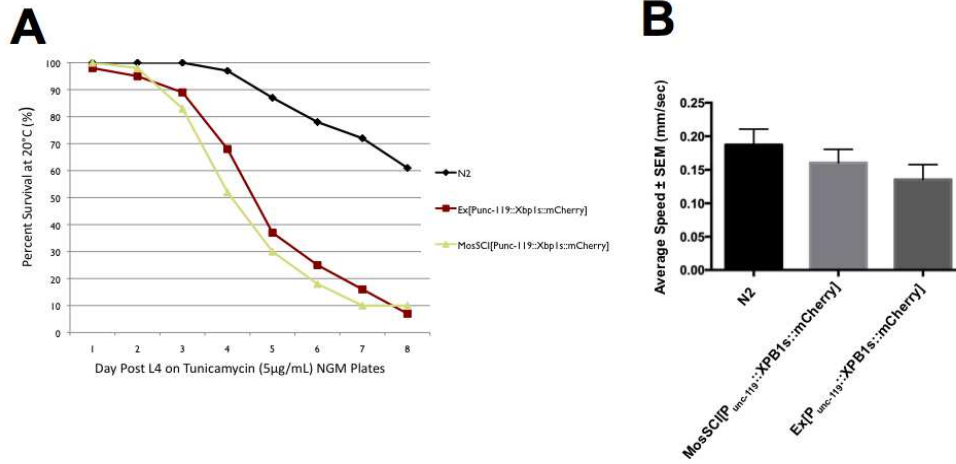 A
100
90
80
70
60
50
40
30
20
10
0
Percent Survival at 20°C (%)
1 2 3 4 5 6 7 8
Day Post L4 on Tunicamycin (5µg/mL) NGM Plates
N2
Ex[Punc-119::Xbp1s::mCherry]
MosSCI[Punc-119::Xbp1s::mCherry]
B
0.25
0.20
0.15
0.10
0.05
0.00
Average Speed ± SEM (mm/sec)
N2
MosSCI[Punc-119::XPB1s::mCherry]
Ex[Punc-119::XPB1s::mCherry]